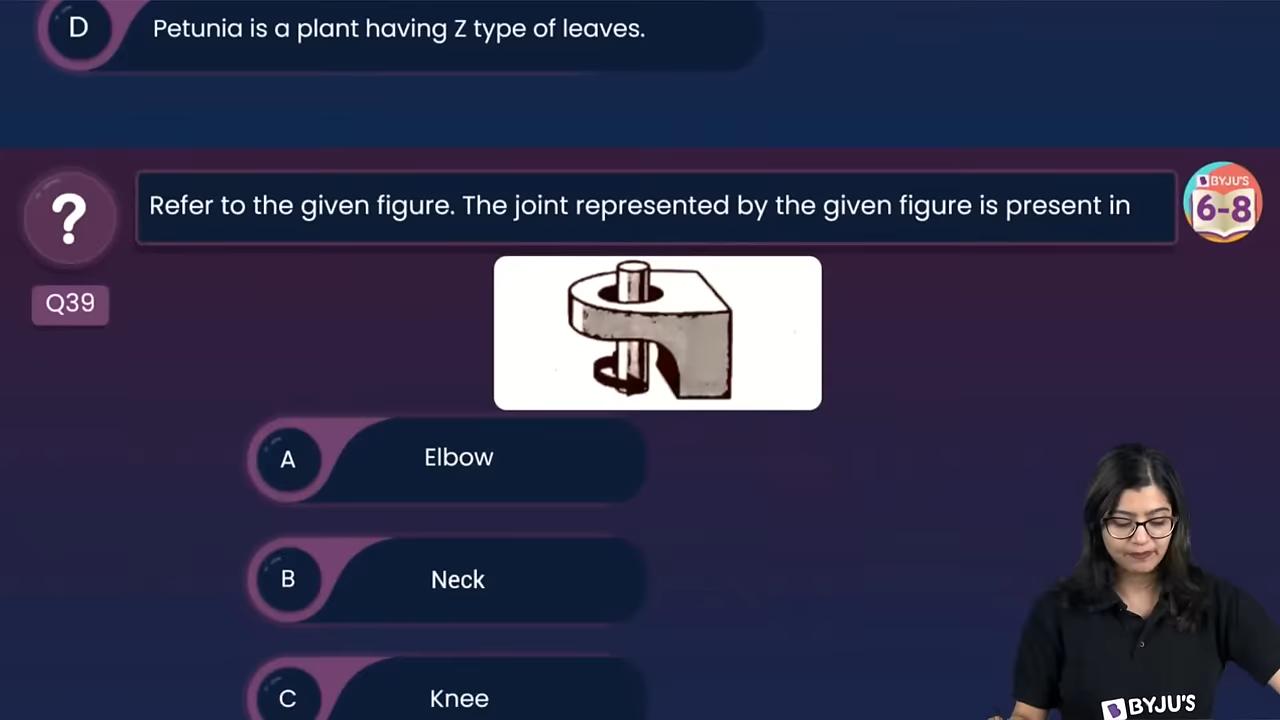 D
Petunia is a plant having Z type of leaves.
?
Refer to the given figure. The joint represented by the given figure is present in
BYJU'S
6-8
Q39
A
Elbow
B
Neck
C
Knee
BYJU'S